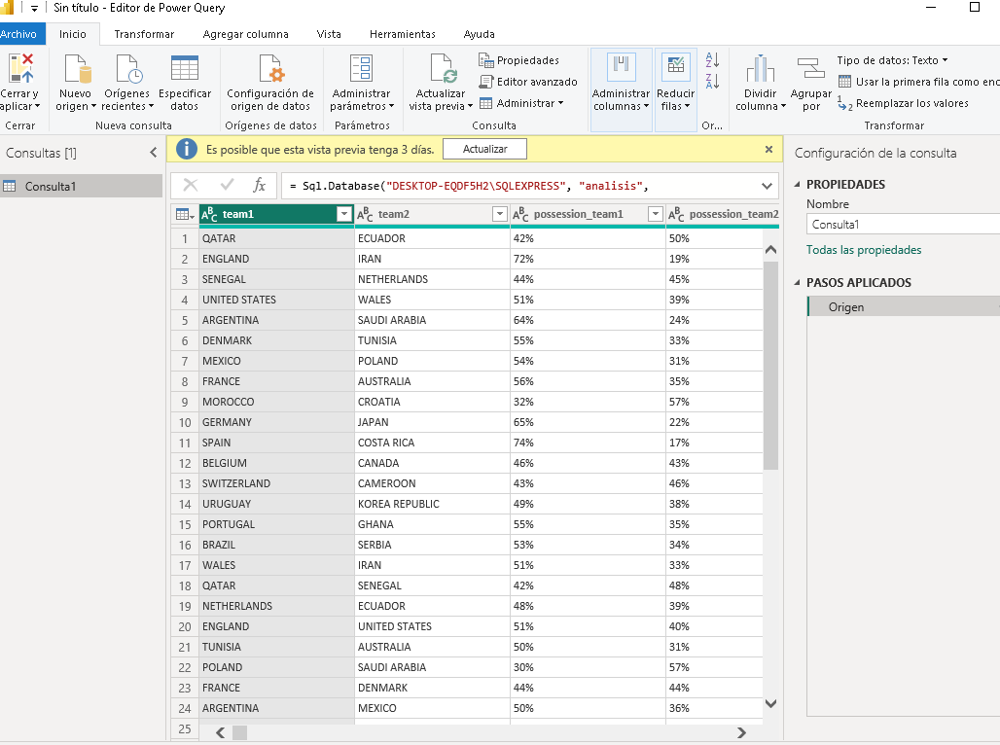 Sin título - Editor de Power Query
Archivo Inicio Transformar Agregar columna Vista Herramientas Ayuda
Cerrar y aplicar
Nuevo origen
Orígenes recientes
Especificar datos
Configuración de origen de datos
Administrar parámetros
Actualizar vista previa
Propiedades
Editor avanzado
Administrar
Administrar columnas
Reducir filas
A Z
Z A
Dividir columna
Agrupar por
Tipo de datos: Texto
Usar la primera fila como enc
1 2 Reemplazar los valores
Cerrar Nueva consulta Orígenes de datos Parámetros Consulta Or... Transformar
Consultas [1]
Consulta1
Es posible que esta vista previa tenga 3 días. Actualizar
fx = Sql.Database("DESKTOP-EQDF5H2\SQLEXPRESS", "analisis",
ABC team1 ABC team2 ABC possession_team1 ABC possession_team2
1 QATAR ECUADOR 42% 50%
2 ENGLAND IRAN 72% 19%
3 SENEGAL NETHERLANDS 44% 45%
4 UNITED STATES WALES 51% 39%
5 ARGENTINA SAUDI ARABIA 64% 24%
6 DENMARK TUNISIA 55% 33%
7 MEXICO POLAND 54% 31%
8 FRANCE AUSTRALIA 56% 35%
9 MOROCCO CROATIA 32% 57%
10 GERMANY JAPAN 65% 22%
11 SPAIN COSTA RICA 74% 17%
12 BELGIUM CANADA 46% 43%
13 SWITZERLAND CAMEROON 43% 46%
14 URUGUAY KOREA REPUBLIC 49% 38%
15 PORTUGAL GHANA 55% 35%
16 BRAZIL SERBIA 53% 34%
17 WALES IRAN 51% 33%
18 QATAR SENEGAL 42% 48%
19 NETHERLANDS ECUADOR 48% 39%
20 ENGLAND UNITED STATES 51% 40%
21 TUNISIA AUSTRALIA 50% 31%
22 POLAND SAUDI ARABIA 30% 57%
23 FRANCE DENMARK 44% 44%
24 ARGENTINA MEXICO 50% 36%
25
Configuración de la consulta
PROPIEDADES
Nombre
Consulta1
Todas las propiedades
PASOS APLICADOS
Origen